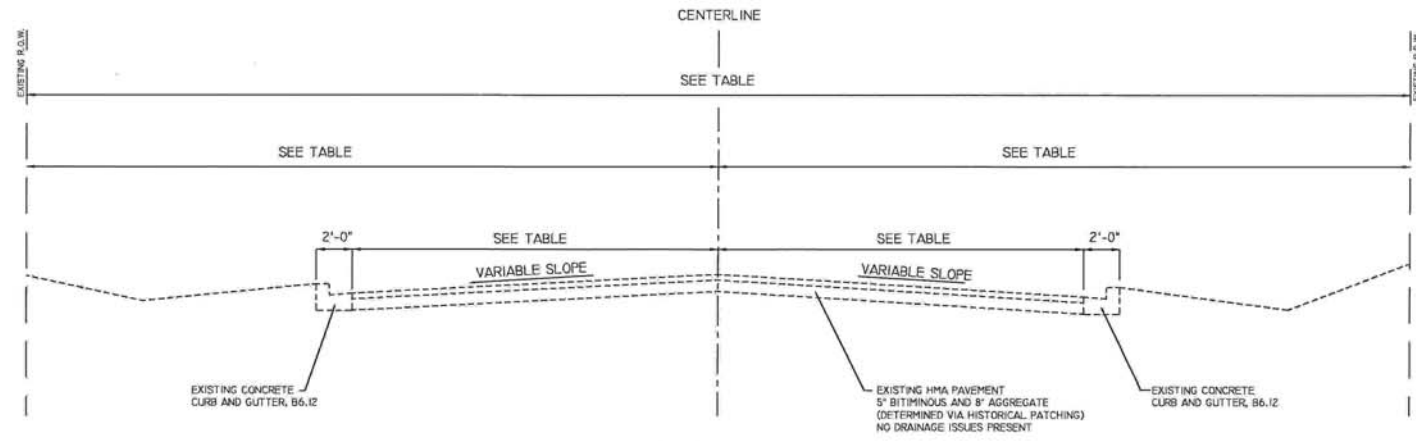 CENTERLINE
EXISTING R.O.W.
EXISTING R.O.W.
SEE TABLE
SEE TABLE
SEE TABLE
2'-0"
SEE TABLE
SEE TABLE
2'-0"
VARIABLE SLOPE
VARIABLE SLOPE
EXISTING CONCRETE
CURB AND GUTTER, B6.12
EXISTING HMA PAVEMENT
5" BITIMINOUS AND 8" AGGREGATE
(DETERMINED VIA HISTORICAL PATCHING)
NO DRAINAGE ISSUES PRESENT
EXISTING CONCRETE
CURB AND GUTTER, B6.12